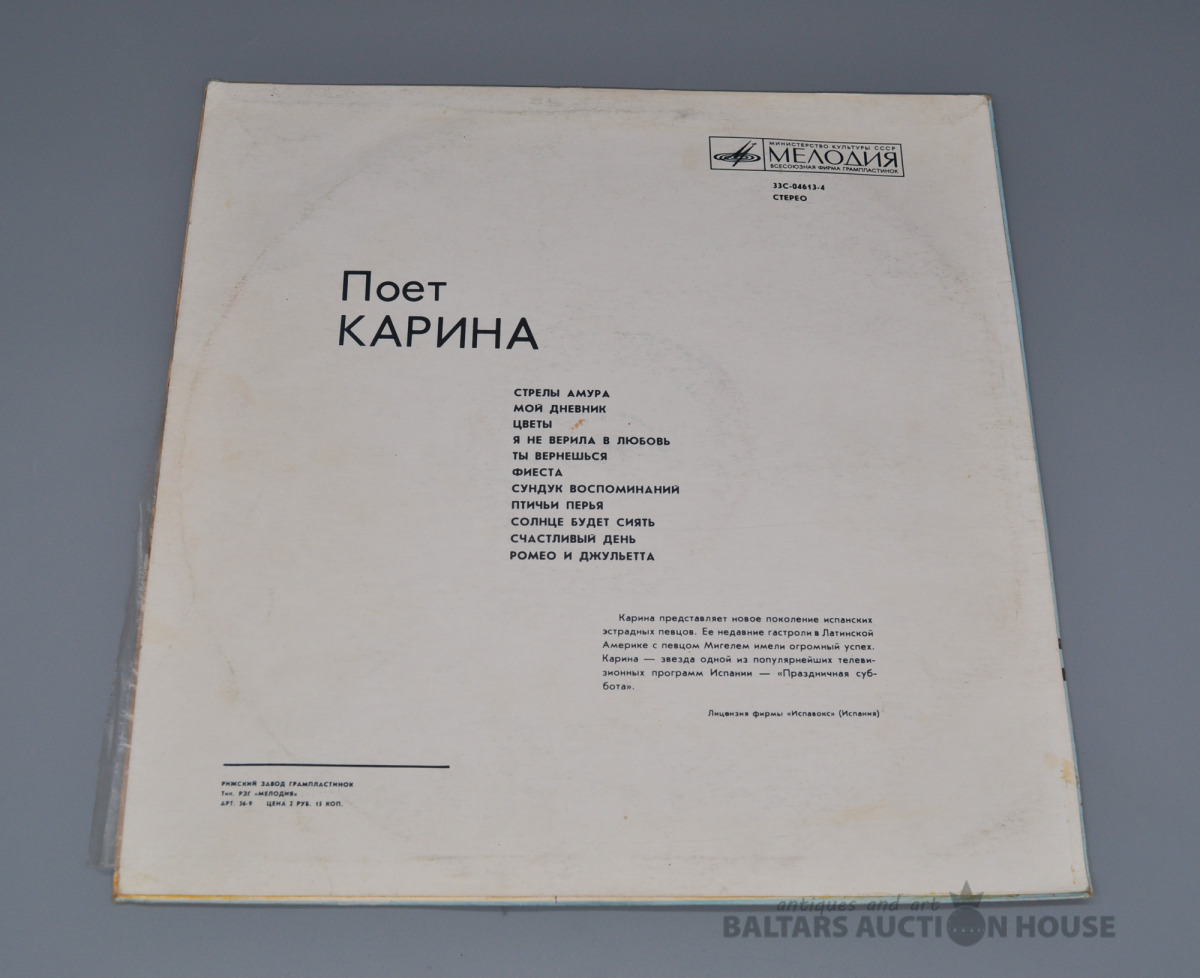 МИНИСТЕРСТВО КУЛЬТУРЫ СССР
МЕЛОДИЯ
ВСЕСОЮЗНАЯ ФИРМА ГРАМПЛАСТИНОК
33С-04613-4
СТЕРЕО
Поет
КАРИНА
СТРЕЛЫ АМУРА
МОЙ ДНЕВНИК
ЦВЕТЫ
Я НЕ ВЕРИЛА В ЛЮБОВЬ
ТЫ ВЕРНЕШЬСЯ
ФИЕСТА
СУНДУК ВОСПОМИНАНИЙ
ПТИЧЬИ ПЕРЬЯ
СОЛНЦЕ БУДЕТ СИЯТЬ
СЧАСТЛИВЫЙ ДЕНЬ
РОМЕО И ДЖУЛЬЕТТА
Карина представляет новое поколение испанских
эстрадных певцов. Ее недавние гастроли в Латинской
Америке с певцом Мигелем имели огромный успех.
Карина — звезда одной из популярнейших телеви-
зионных программ Испании — «Праздничная суб-
бота».
Лицензия фирмы «Испавокс» (Испания)
РИЖСКИЙ ЗАВОД ГРАМПЛАСТИНОК
Тип. РЗГ «МЕЛОДИЯ»
АРТ. 36-9 ЦЕНА 2 РУБ. 15 КОП.
antiques and art
BALTARS AUCTION HOUSE